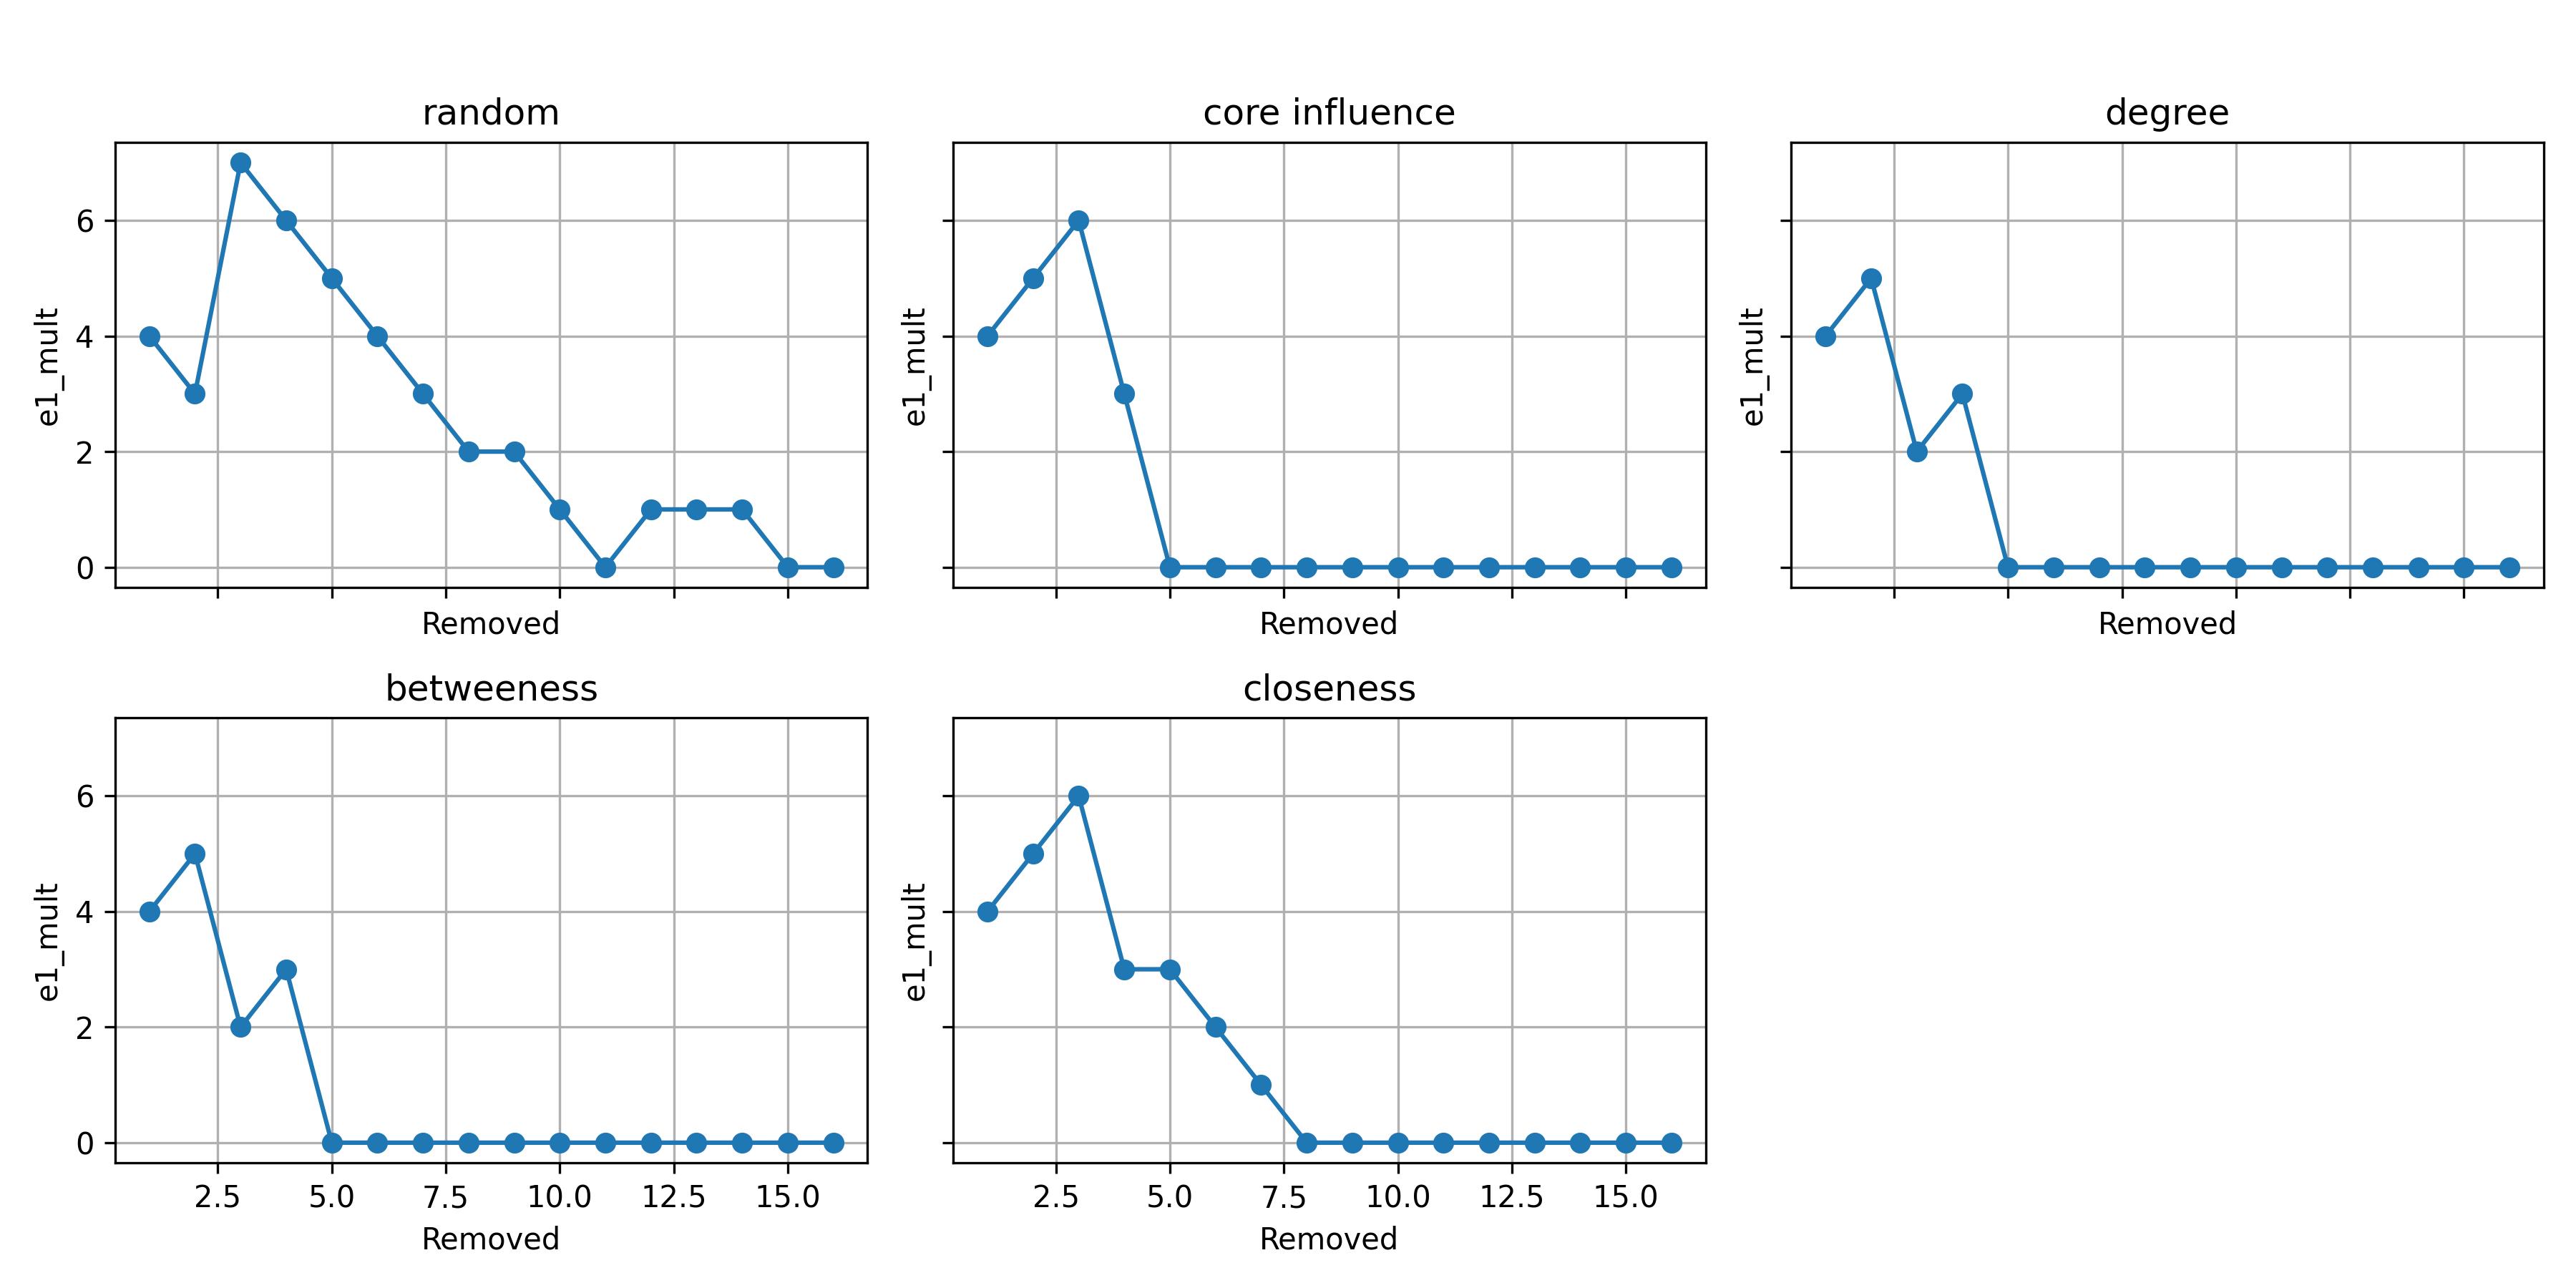 random
core influence
degree
e1_mult
6
4
2
0
Removed
e1_mult
Removed
e1_mult
Removed
betweeness
closeness
e1_mult
6
4
2
0
2.5 5.0 7.5 10.0 12.5 15.0
Removed
e1_mult
2.5 5.0 7.5 10.0 12.5 15.0
Removed